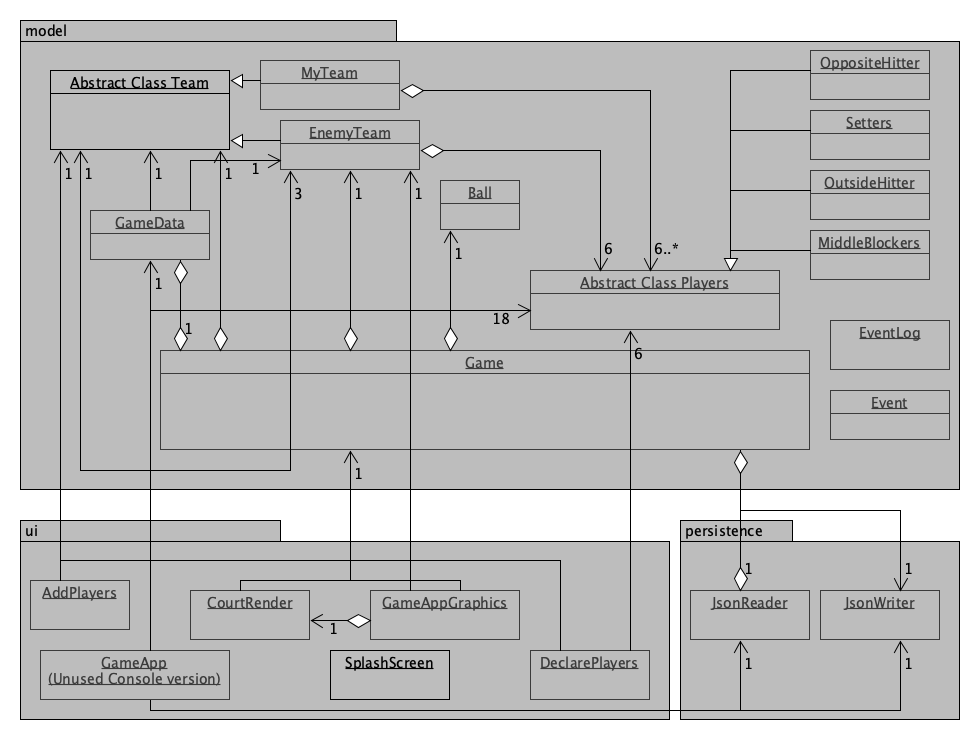 model
OppositeHitter
MyTeam
Abstract Class Team
Setters
EnemyTeam
1
1
1
1
1
3
1
1
OutsideHitter
Ball
GameData
MiddleBlockers
6
6..*
1
1
Abstract Class Players
18
1
EventLog
6
Game
Event
1
ui
persistence
1
1
AddPlayers
CourtRender
GameAppGraphics
JsonReader
JsonWriter
1
GameApp
(Unused Console version)
SplashScreen
DeclarePlayers
1
1